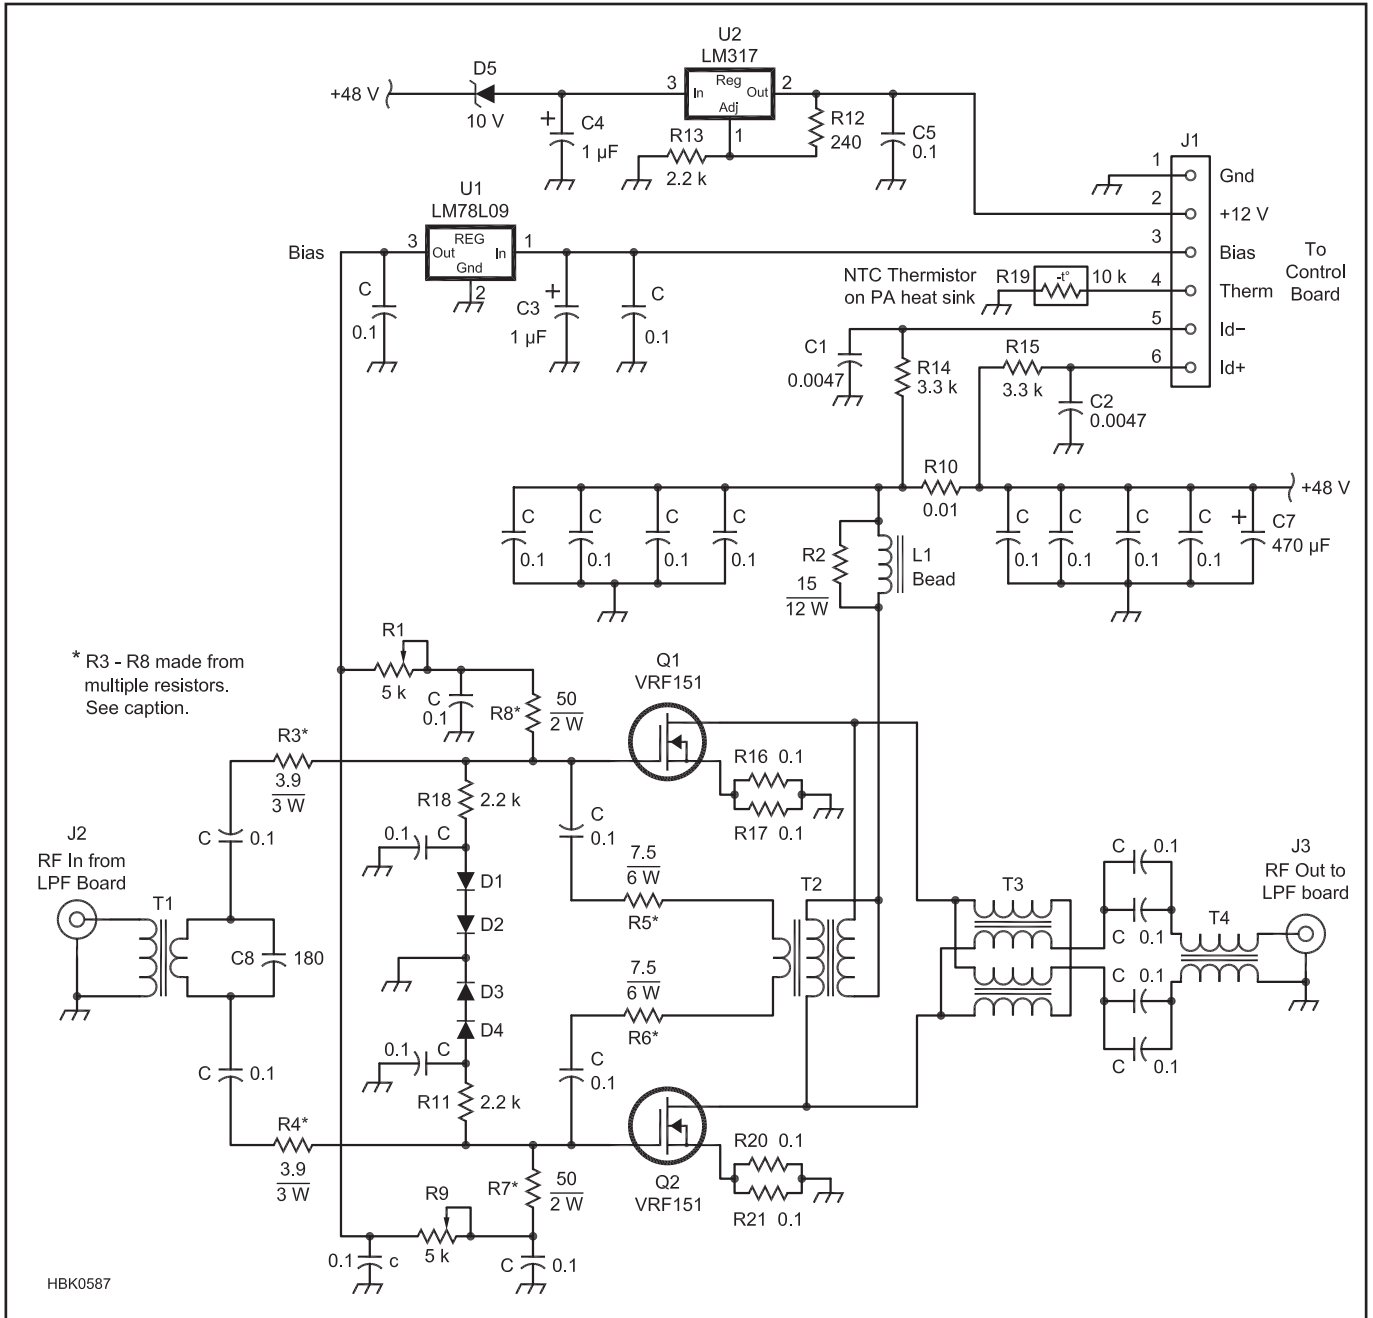 U2
LM317
D5
+48 V
10 V
3
In
Reg
Out
Adj
2
1
C4
+
1 µF
R13
2.2 k
R12
240
C5
0.1
J1
1
Gnd
2
+12 V
3
Bias
4
Therm
5
Id−
6
Id+
To
Control
Board
U1
LM78L09
Bias
3
Out
REG
In
Gnd
1
2
C
0.1
C3
+
1 µF
C
0.1
NTC Thermistor
on PA heat sink
R19
-t°
10 k
C1
0.0047
R14
3.3 k
R15
3.3 k
C2
0.0047
R10
0.01
+48 V
C
0.1
C
0.1
C
0.1
C
0.1
C
0.1
C
0.1
C
0.1
C
0.1
+
C7
470 µF
R2
15
12 W
L1
Bead
* R3 - R8 made from
multiple resistors.
See caption.
R1
5 k
C
0.1
R8*
50
2 W
Q1
VRF151
R3*
3.9
3 W
R16 0.1
R17 0.1
R18
2.2 k
C
0.1
0.1
C
C
0.1
J2
RF In from
LPF Board
T1
C8
180
D1
D2
D3
D4
7.5
6 W
R5*
7.5
6 W
R6*
T2
T3
C
0.1
C
0.1
C
0.1
C
0.1
T4
J3
RF Out to
LPF board
C
0.1
0.1
C
R11
2.2 k
C
0.1
R4*
3.9
3 W
R7*
50
2 W
Q2
VRF151
R20 0.1
R21 0.1
R9
5 k
0.1
c
C
0.1
HBK0587